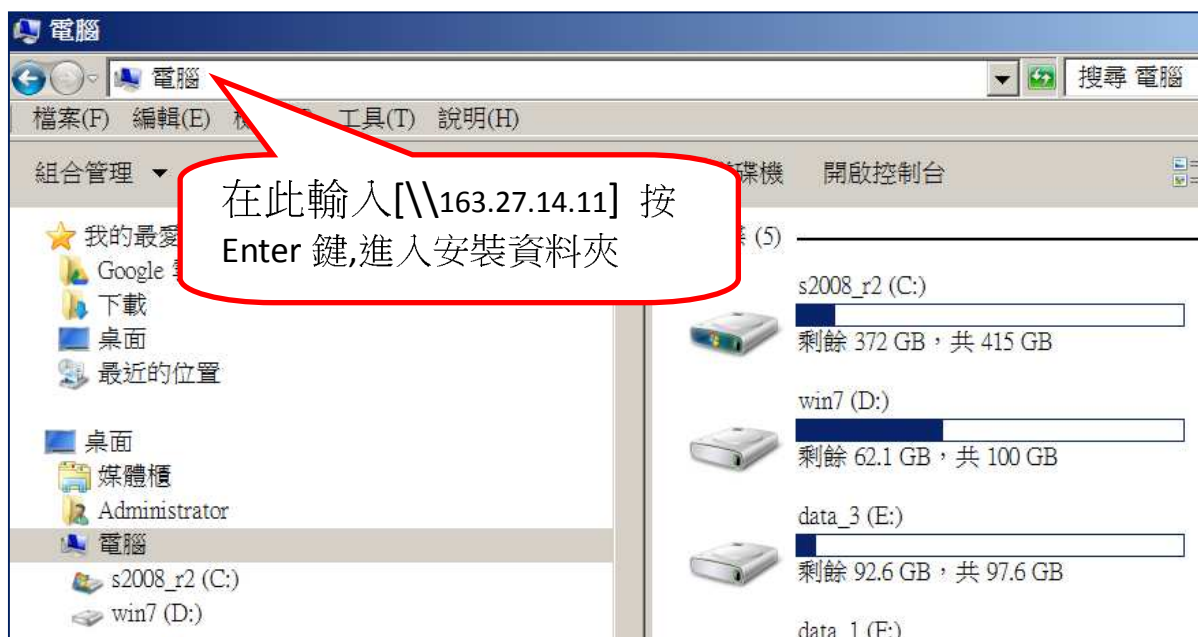 電腦
電腦
搜尋 電腦
檔案(F) 編輯(E) 工具(T) 說明(H)
組合管理
碟機 開啟控制台
在此輸入[\\163.27.14.11] 按
Enter 鍵,進入安裝資料夾
我的最愛
(5)
Google
下載
桌面
最近的位置
桌面
媒體櫃
Administrator
電腦
s2008_r2 (C:)
win7 (D:)
s2008_r2 (C:)
剩餘 372 GB，共 415 GB
win7 (D:)
剩餘 62.1 GB，共 100 GB
data_3 (E:)
剩餘 92.6 GB，共 97.6 GB
data_1 (F:)